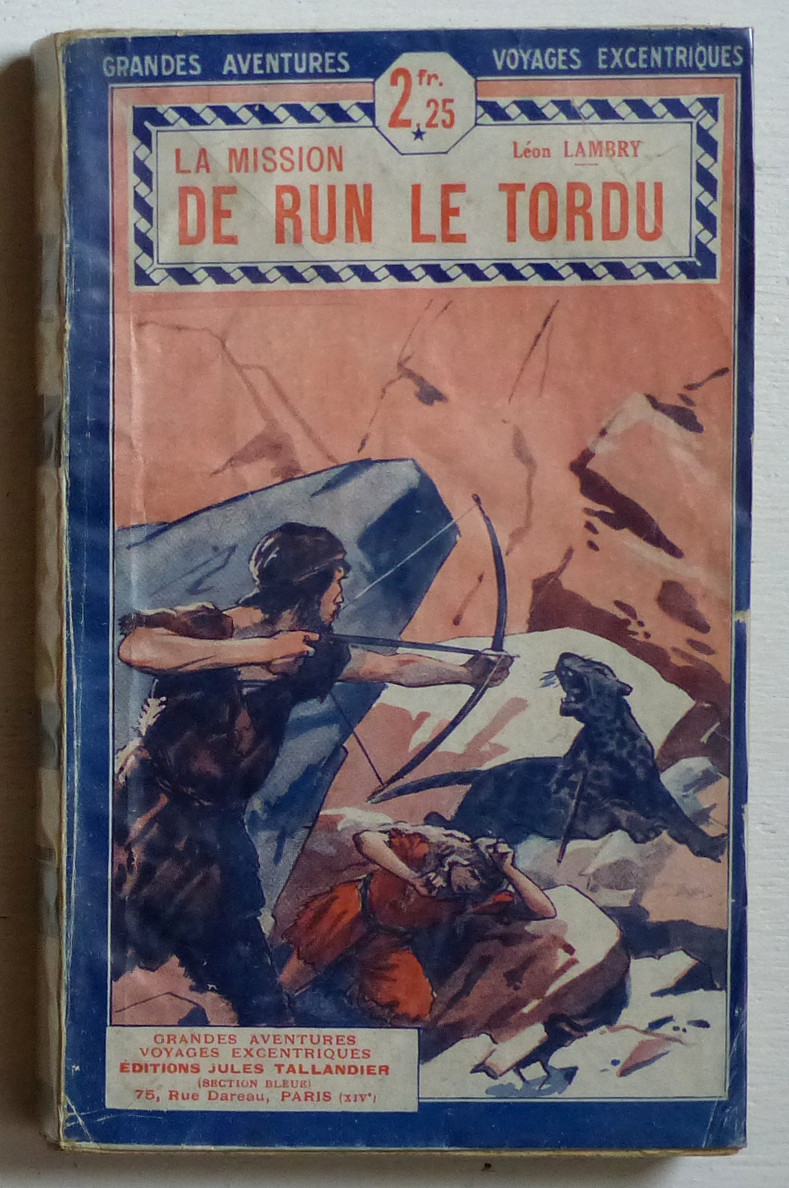 GRANDES AVENTURES VOYAGES EXCENTRIQUES
2 fr. 25
LA MISSION Léon LAMBRY
DE RUN LE TORDU
GRANDES AVENTURES
VOYAGES EXCENTRIQUES
ÉDITIONS JULES TALLANDIER
(SECTION BLEUE)
75, Rue Dareau, PARIS (XIVe)